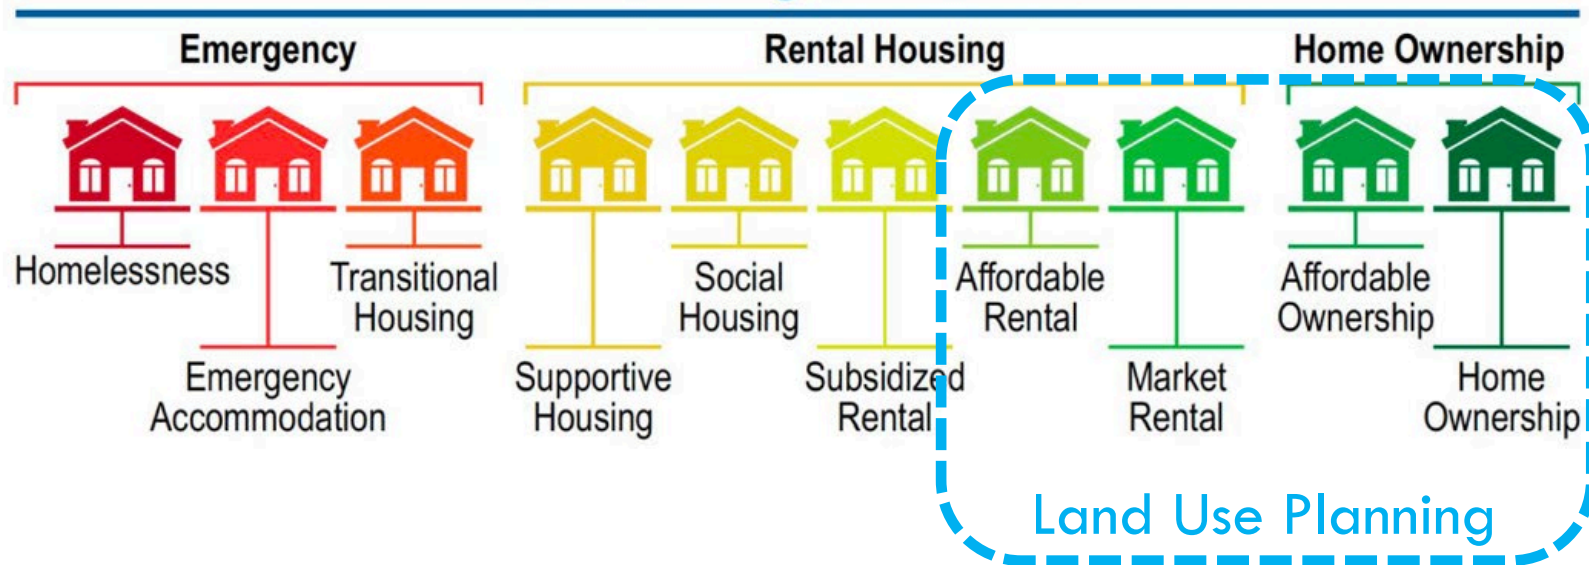 Emergency
Rental Housing
Home Ownership
Homelessness
Transitional
Housing
Social
Housing
Affordable
Rental
Affordable
Ownership
Emergency
Accommodation
Supportive
Housing
Subsidized
Rental
Market
Rental
Home
Ownership
Land Use Planning